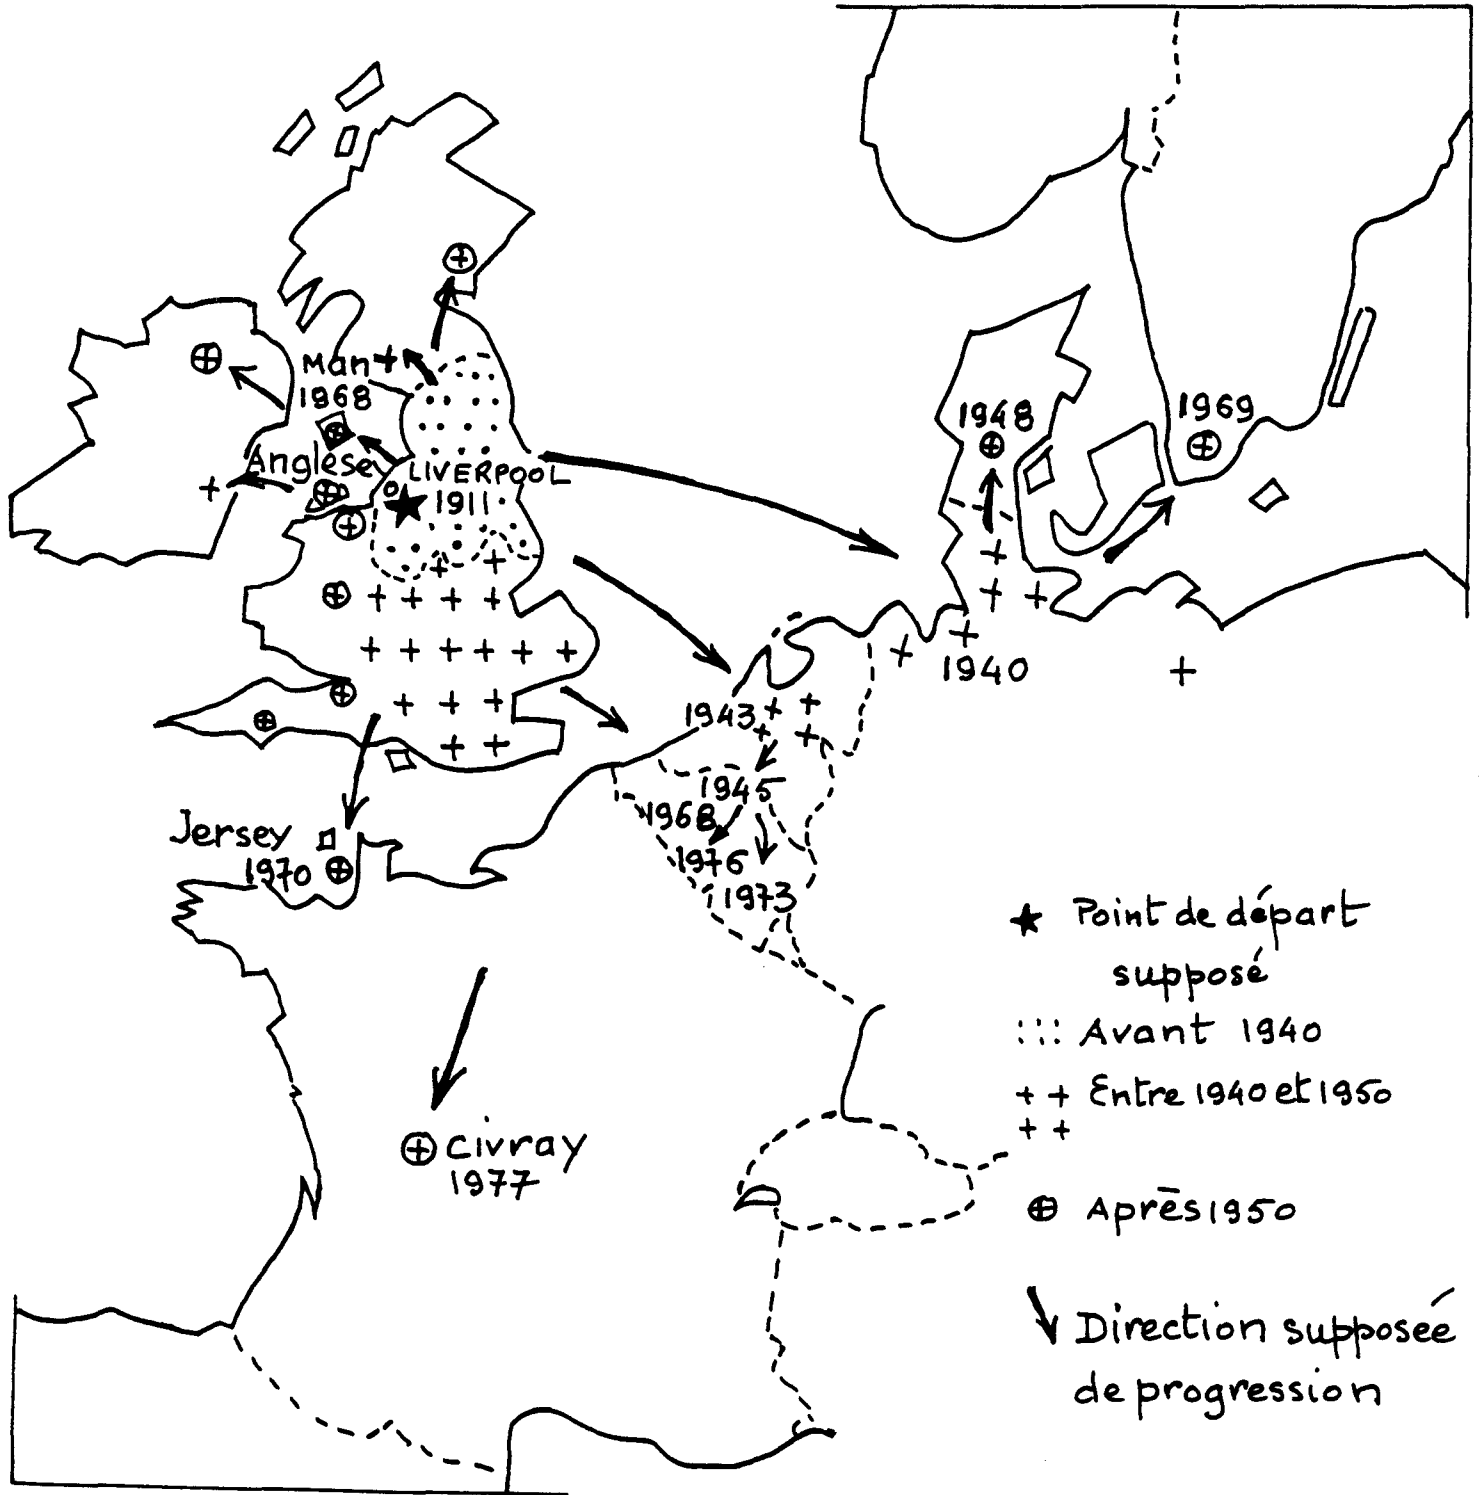 Man
1968
Anglesey
LIVERPOOL
1911
1948
1969
1940
1943
1945
1968
1976
1973
Jersey
1970
Civray
1977
Point de départ
supposé
Avant 1940
Entre 1940 et 1950
Après 1950
Direction supposée
de progression